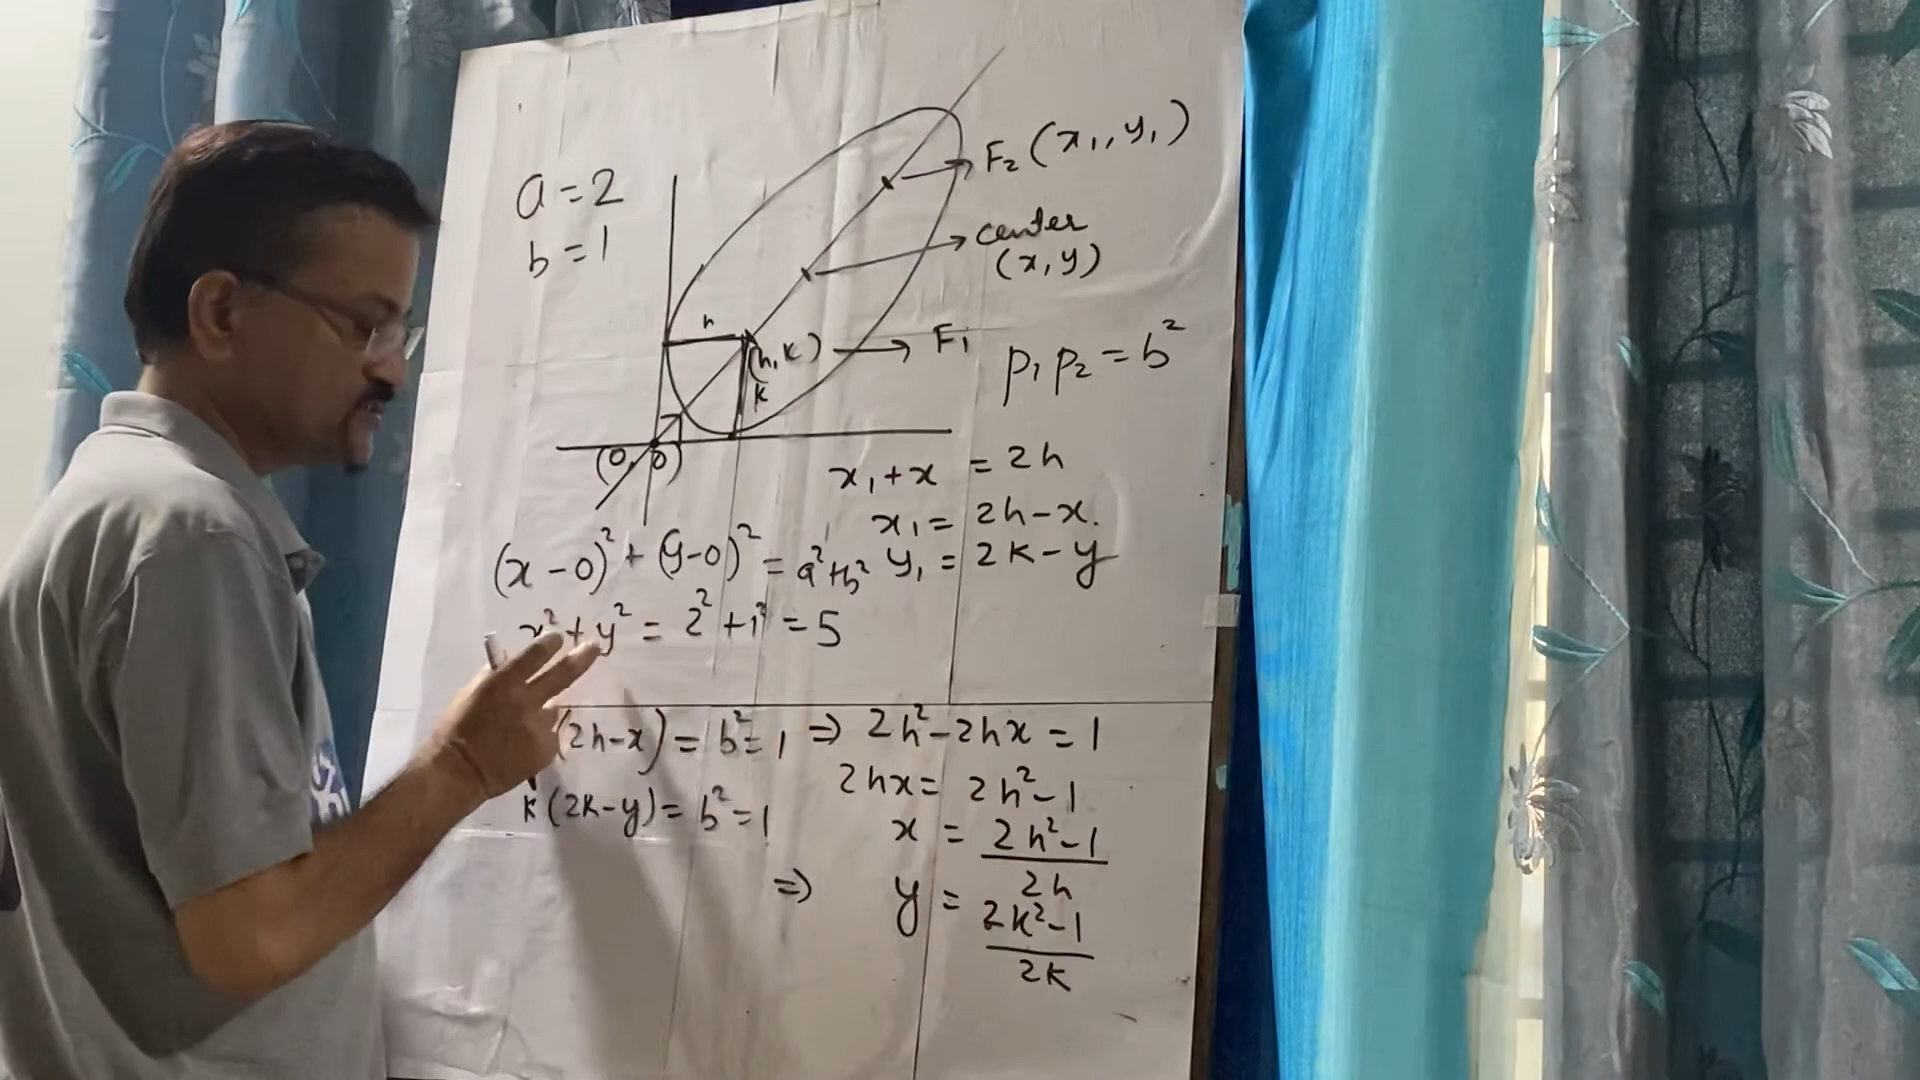 a = 2
b = 1
F₂ (x₁, y₁)
center
(x, y)
h
(h, k)
F₁
k
p₁ p₂ = b²
(0, 0)
x₁ + x = 2h
x₁ = 2h - x.
y₁ = 2k - y
(x - 0)² + (y - 0)² = a² + b²
x² + y² = 2² + 1² = 5
(2h - x) = b² = 1 ⇒ 2h² - 2hx = 1
2hx = 2h² - 1
k (2k - y) = b² = 1
x = 2h² - 1 / 2h
⇒ y = 2k² - 1 / 2k